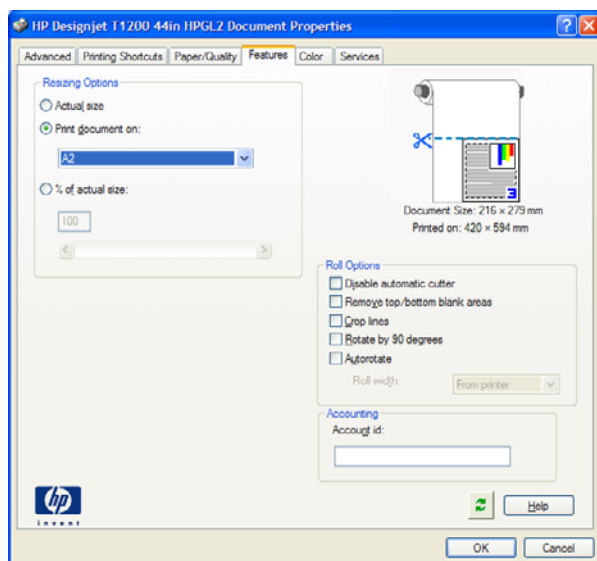 HP Designjet T1200 44in HPGL2 Document Properties
Advanced Printing Shortcuts Paper/Quality Features Color Services
Resizing Options
Actual size
Print document on:
A2
% of actual size:
100
3
Document Size: 216 × 279 mm
Printed on: 420 × 594 mm
Roll Options
Disable automatic cutter
Remove top/bottom blank areas
Crop lines
Rotate by 90 degrees
Autorotate
Roll width: From printer
Accounting
Account id:
hp
invent
Help
OK Cancel